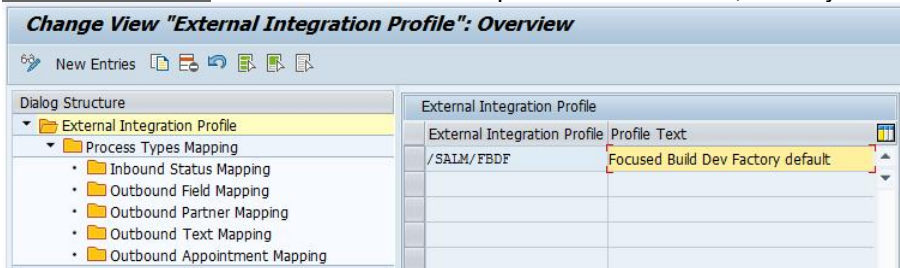 Change View "External Integration Profile": Overview
New Entries
Dialog Structure
External Integration Profile
Process Types Mapping
Inbound Status Mapping
Outbound Field Mapping
Outbound Partner Mapping
Outbound Text Mapping
Outbound Appointment Mapping
External Integration Profile
External Integration Profile Profile Text
/SALM/FBDF Focused Build Dev Factory default